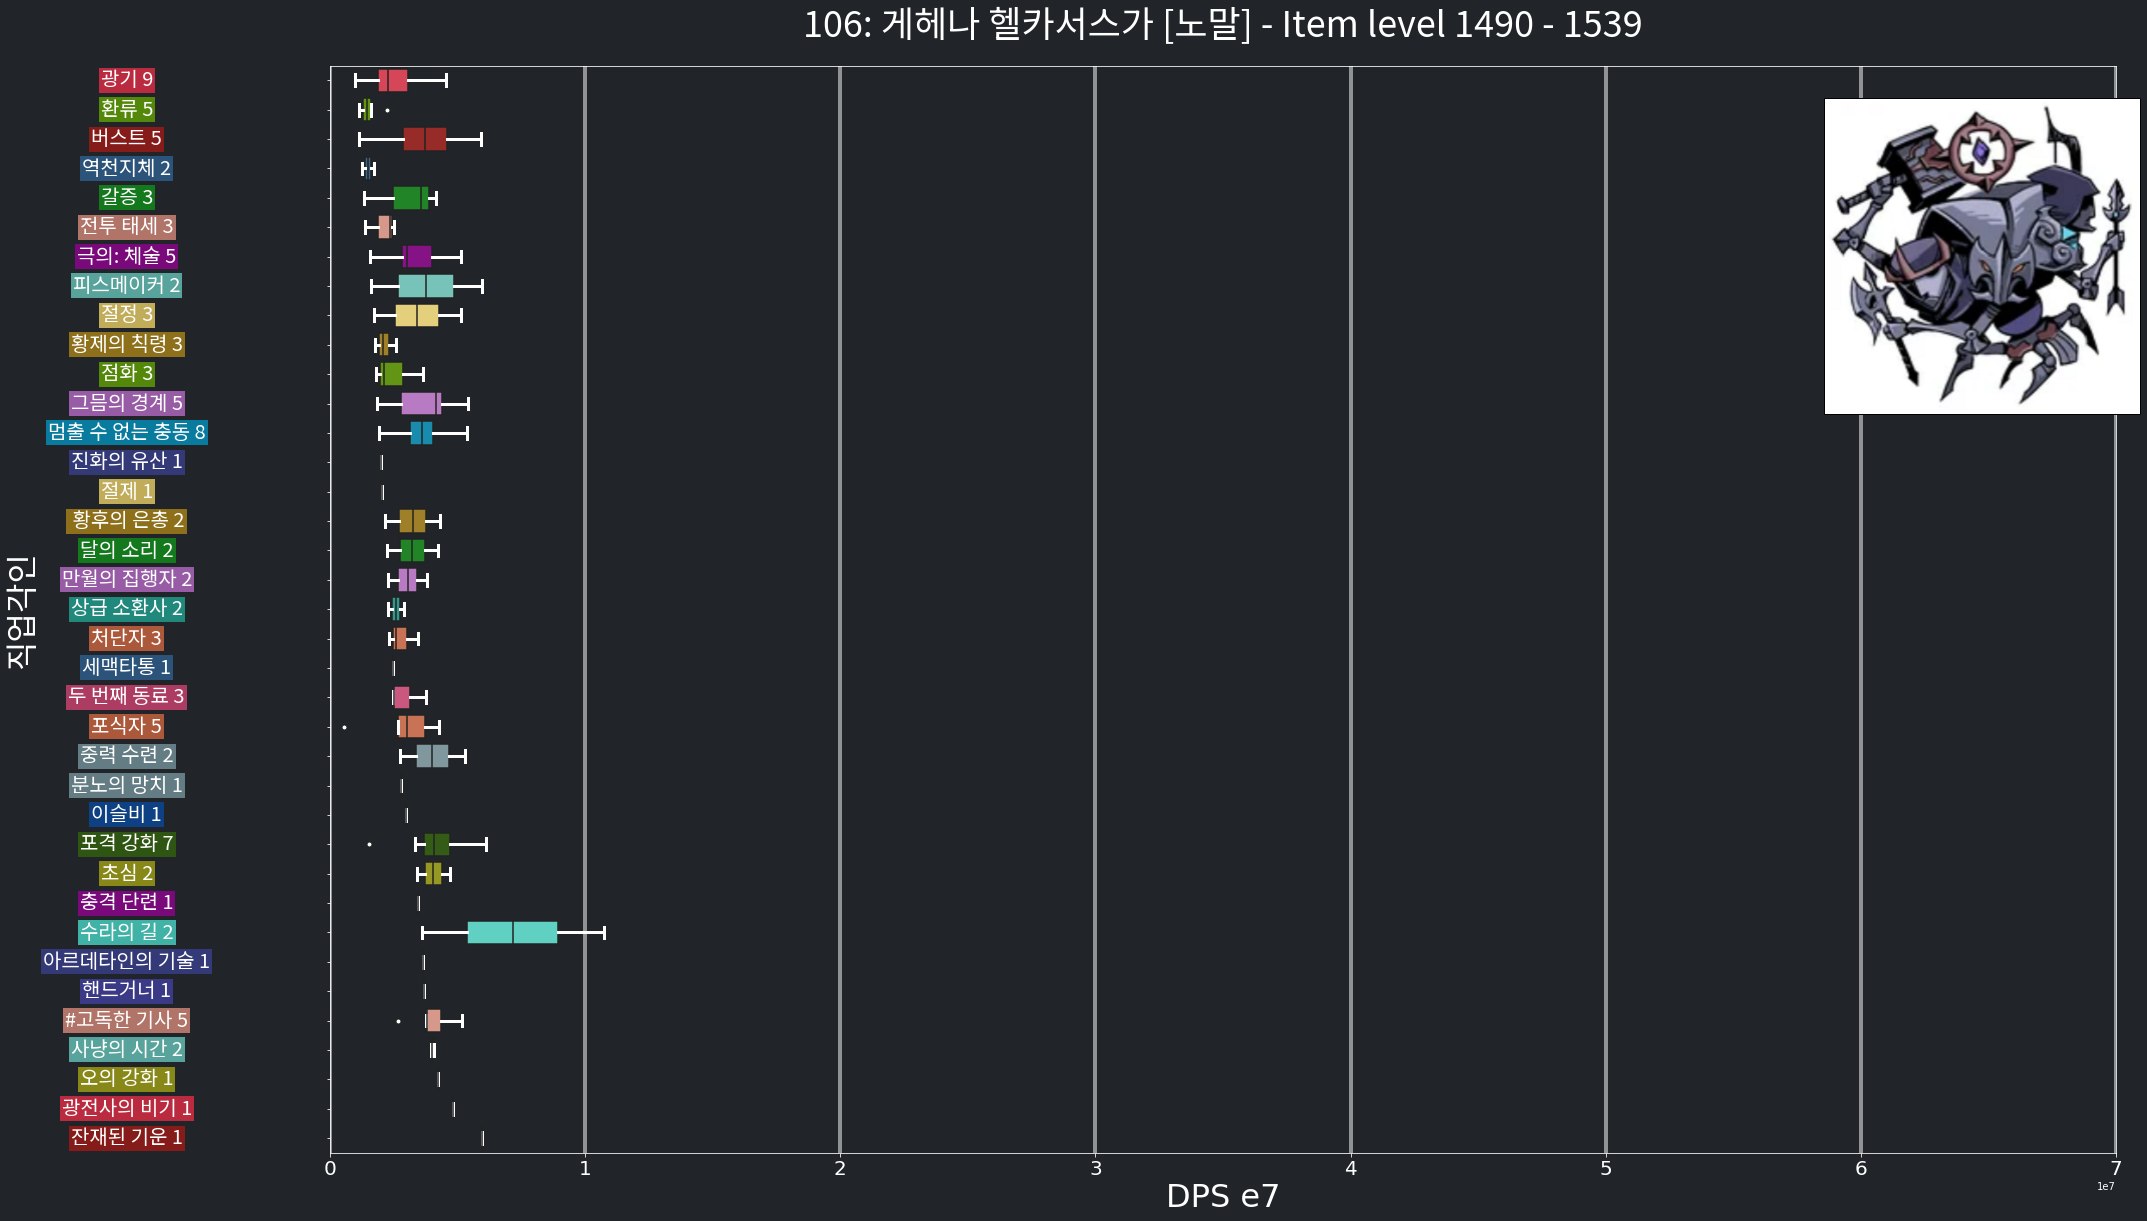 106: 게헤나 헬카서스가 [노말] - Item level 1490 - 1539
광기 9
환류 5
버스트 5
역천지체 2
갈증 3
전투 태세 3
극의: 체술 5
피스메이커 2
절정 3
황제의 칙령 3
점화 3
그믐의 경계 5
멈출 수 없는 충동 8
진화의 유산 1
절제 1
황후의 은총 2
달의 소리 2
만월의 집행자 2
상급 소환사 2
처단자 3
세맥타통 1
두 번째 동료 3
포식자 5
중력 수련 2
분노의 망치 1
이슬비 1
포격 강화 7
초심 2
충격 단련 1
수라의 길 2
아르데타인의 기술 1
핸드거너 1
#고독한 기사 5
사냥의 시간 2
오의 강화 1
광전사의 비기 1
잔재된 기운 1
직업각인
0 1 2 3 4 5 6 7
1e7
DPS e7